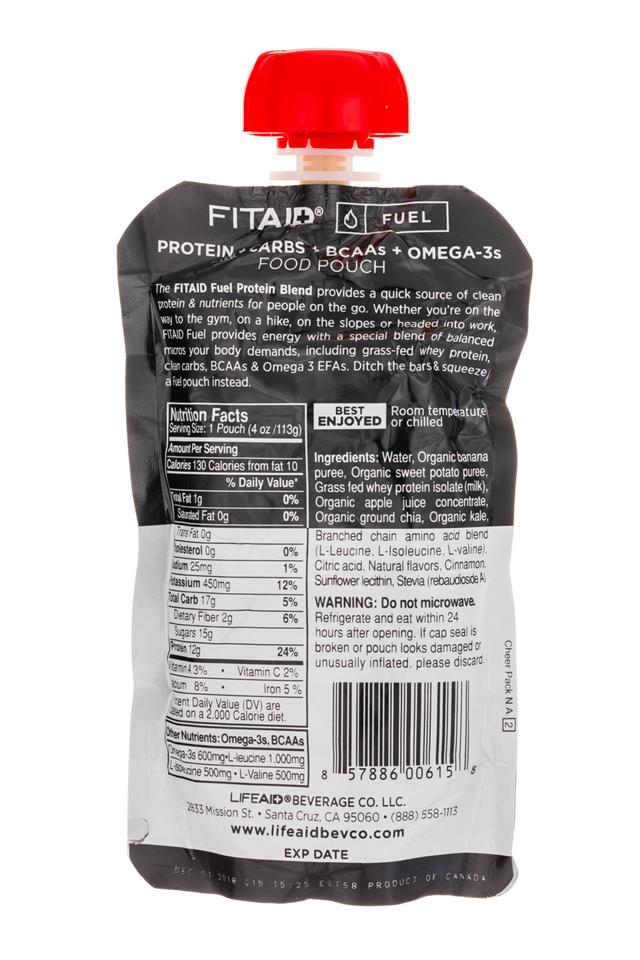 FITAID® FUEL
PROTEIN + CARBS + BCAAs + OMEGA-3s
FOOD POUCH
The FITAID Fuel Protein Blend provides a quick source of clean
protein & nutrients for people on the go. Whether you're on the
way to the gym, on a hike, on the slopes or headed into work,
FITAID Fuel provides energy with a special blend of balanced
micros your body demands, including grass-fed whey protein,
clean carbs, BCAAs & Omega 3 EFAs. Ditch the bars & squeeze
a Fuel pouch instead.
Nutrition Facts
Serving Size: 1 Pouch (4 oz /113g)
Amount Per Serving
Calories 130 Calories from fat 10
% Daily Value*
Total Fat 1g 0%
Saturated Fat 0g 0%
Trans Fat 0g
Cholesterol 0g 0%
Sodium 25mg 1%
Potassium 450mg 12%
Total Carb 17g 5%
Dietary Fiber 2g 6%
Sugars 15g
Protein 12g 24%
Vitamin A 3% • Vitamin C 2%
Calcium 8% • Iron 5 %
Percent Daily Value (DV) are
based on a 2,000 Calorie diet.
Other Nutrients: Omega-3s, BCAAs
Omega-3s 600mg • L-leucine 1,000mg
L-Isoleucine 500mg • L-Valine 500mg
BEST
ENJOYED
Room temperature
or chilled
Ingredients: Water, Organic banana
puree, Organic sweet potato puree,
Grass fed whey protein isolate (milk),
Organic apple juice concentrate,
Organic ground chia, Organic kale,
Branched chain amino acid blend
(L-Leucine, L-Isoleucine, L-valine),
Citric acid, Natural flavors, Cinnamon,
Sunflower lecithin, Stevia (rebaudioside A)
WARNING: Do not microwave.
Refrigerate and eat within 24
hours after opening. If cap seal is
broken or pouch looks damaged or
unusually inflated, please discard.
Cheer Pack N A 2
8 57886 00615 8
LIFEAID® BEVERAGE CO. LLC.
2833 Mission St. • Santa Cruz, CA 95060 • (888) 558-1113
www.lifeaidbevco.com
EXP DATE
DEC 01 2018 Q19 15:25 EST58 PRODUCT OF CANADA